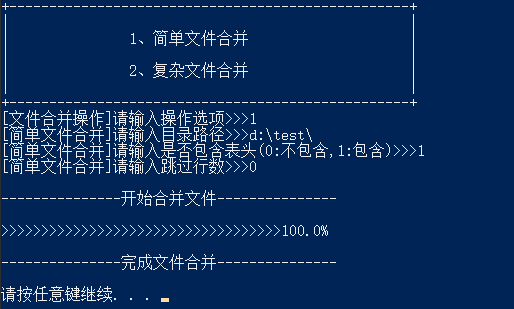 +---------------------------------------------------+
1、简单文件合并
2、复杂文件合并
+---------------------------------------------------+
[文件合并操作]请输入操作选项>>>1
[简单文件合并]请输入目录路径>>>d:\test\
[简单文件合并]请输入是否包含表头(0:不包含,1:包含)>>>1
[简单文件合并]请输入跳过行数>>>0
---------------开始合并文件---------------
>>>>>>>>>>>>>>>>>>>>>>>>>>>>>>>>>>>100.0%
---------------完成文件合并---------------
请按任意键继续. . .